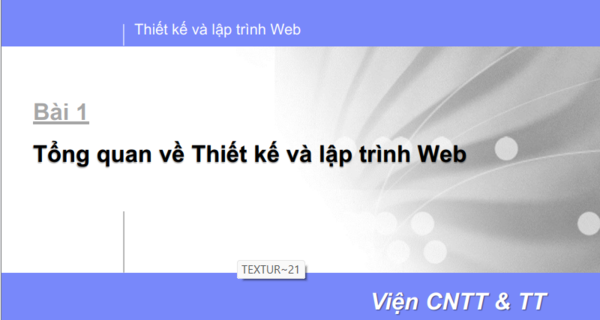 Thiết kế và lập trình Web
Bài 1
Tổng quan về Thiết kế và lập trình Web
TEXTUR~21
Viện CNTT & TT